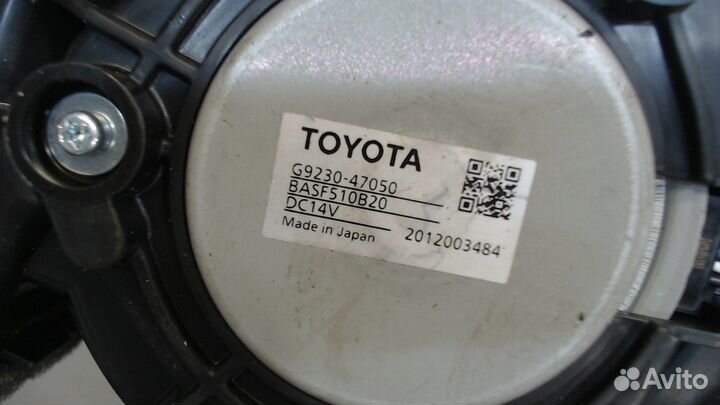 TOYOTA
G9230-47050
BASF510B20
DC14V
Made in Japan 2012003484
Avito